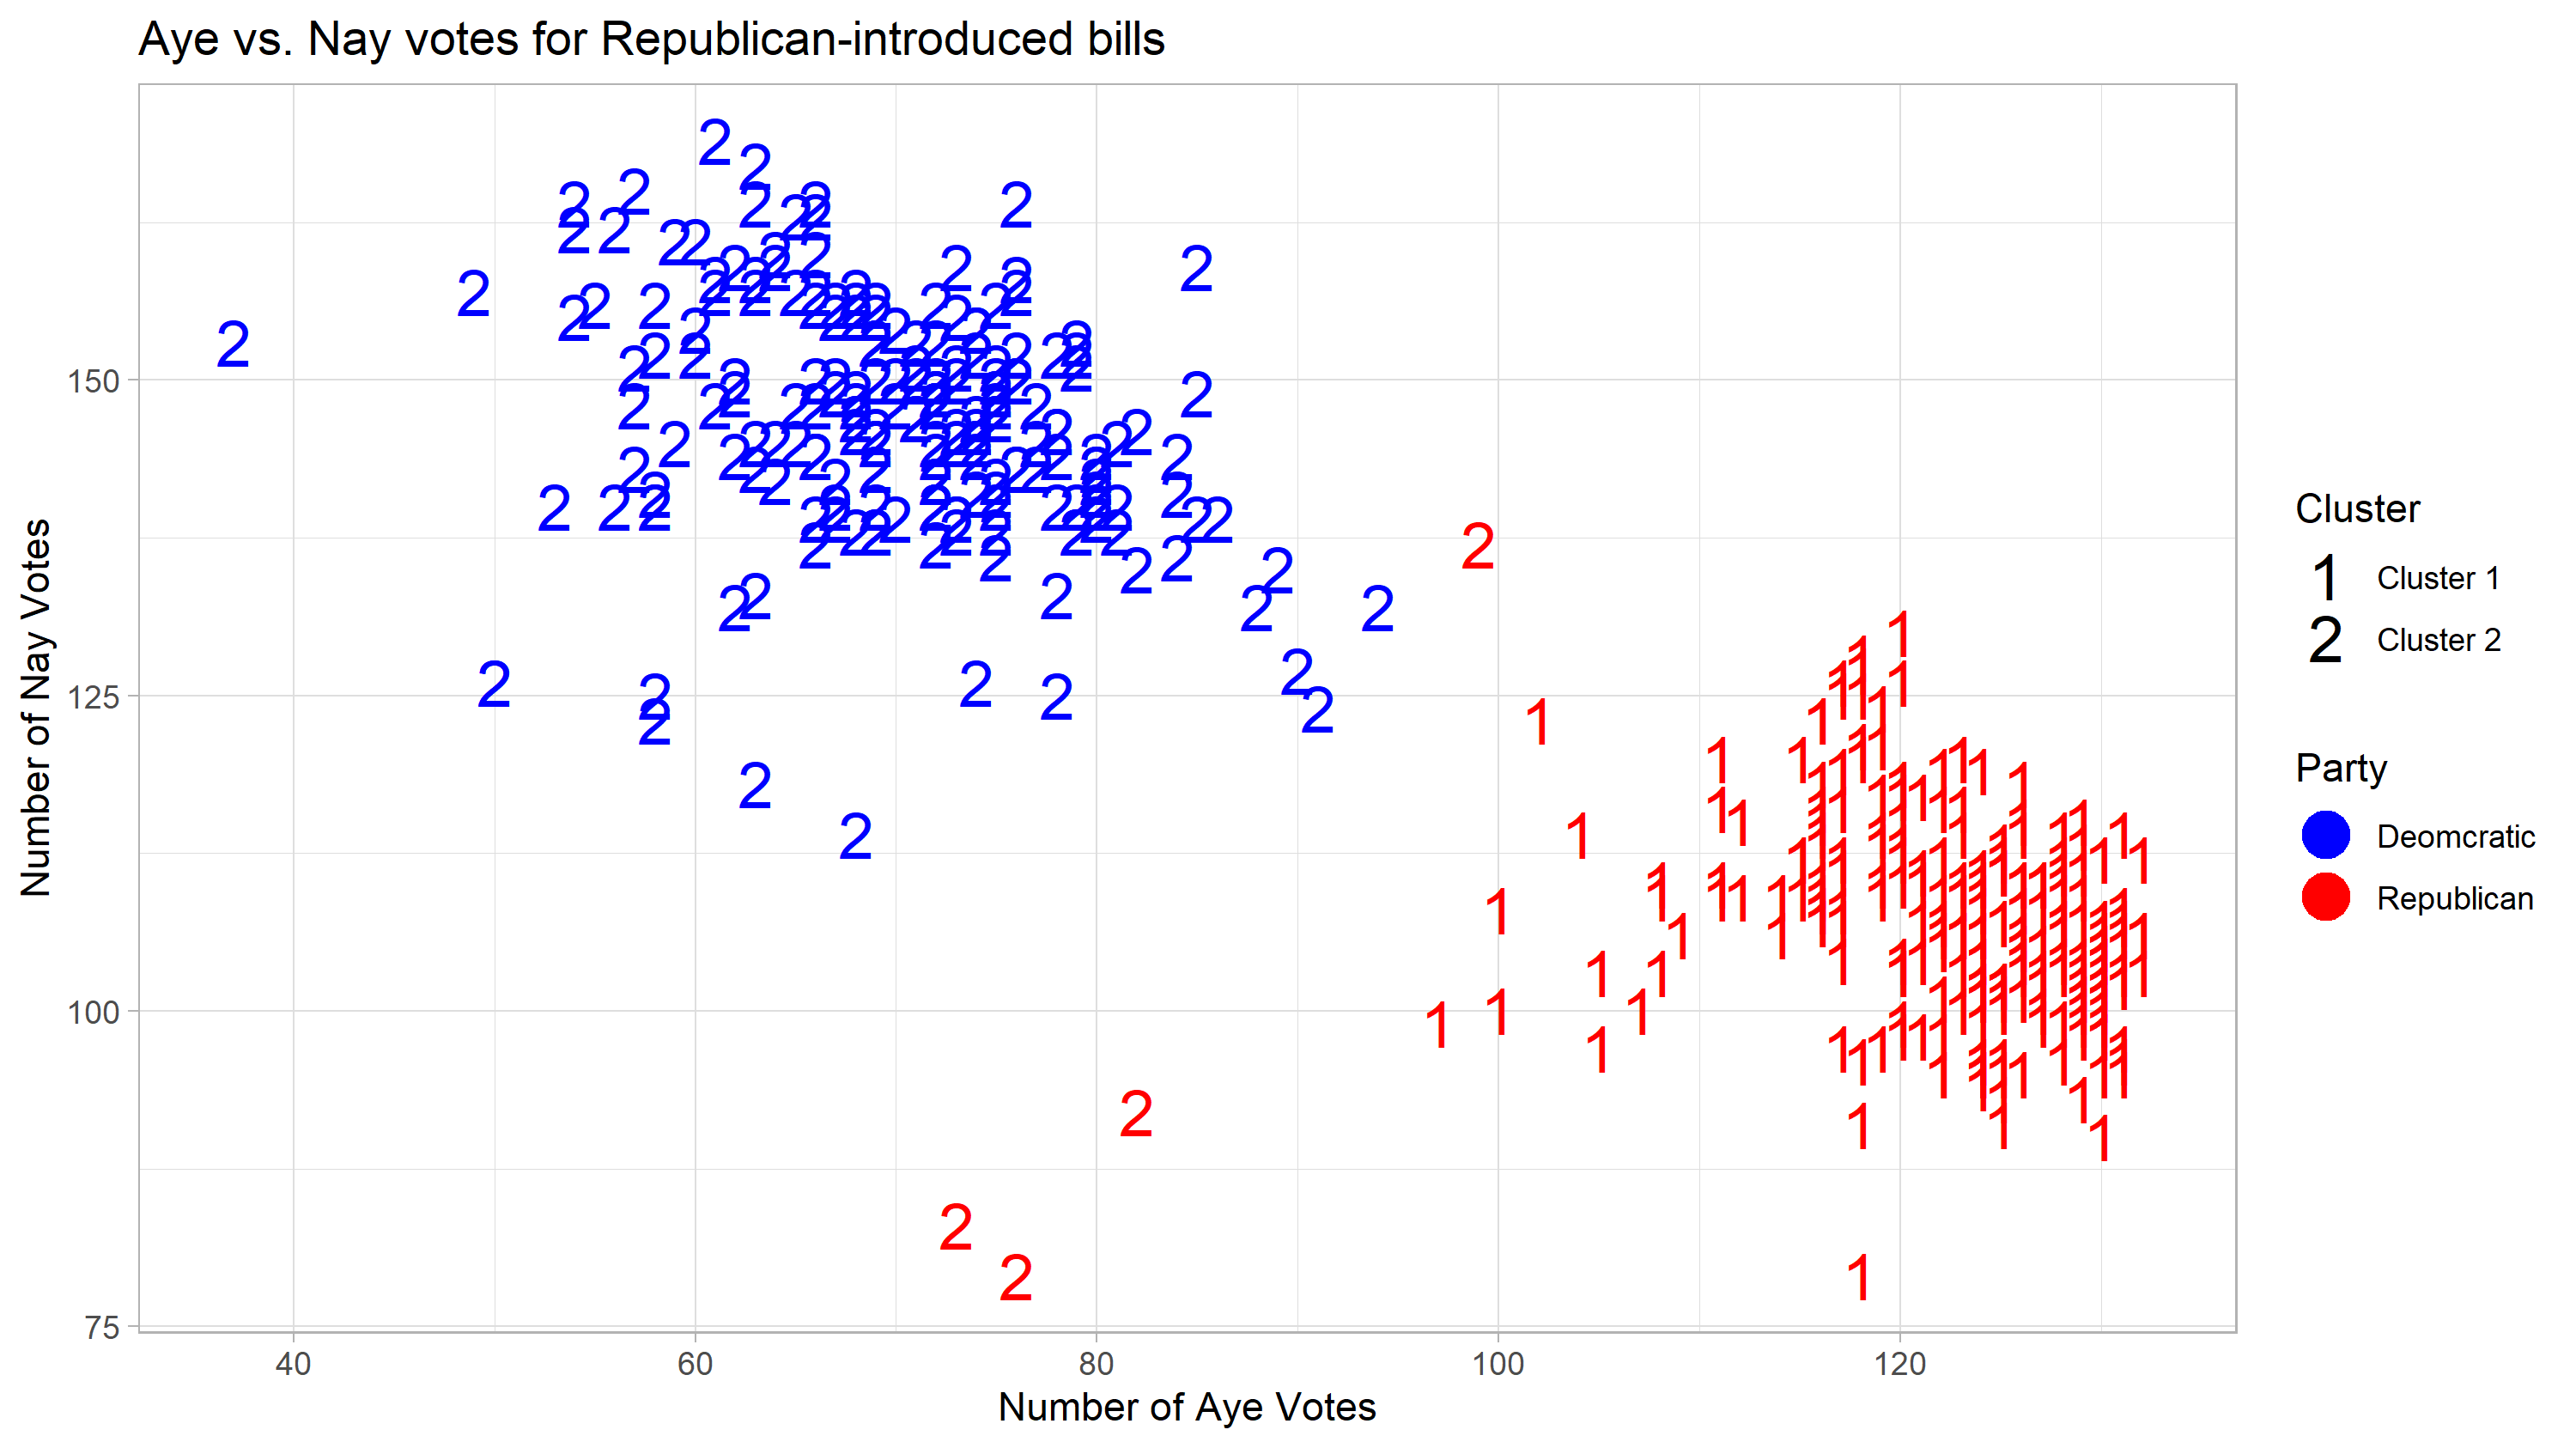 Aye vs. Nay votes for Republican-introduced bills
Number of Nay Votes
150
125
100
75
40
60
80
100
120
Number of Aye Votes
Cluster
1 Cluster 1
2 Cluster 2
Party
Deomcratic
Republican